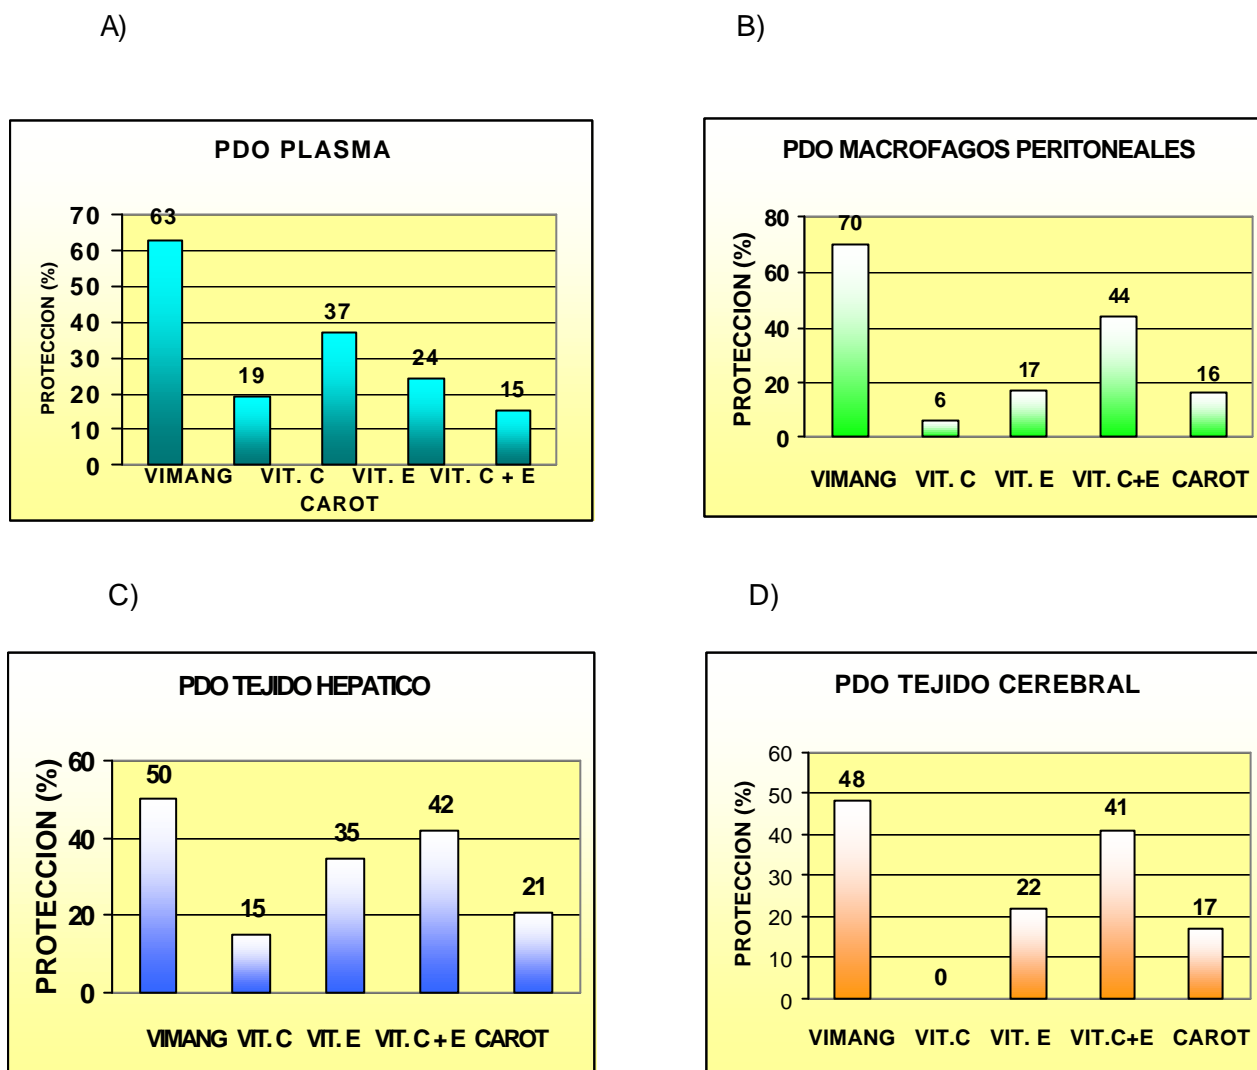 A)
B)
PDO PLASMA
PROTECCION (%)
70
60
50
40
30
20
10
0
63
19
37
24
15
VIMANG VIT. C VIT. E VIT. C + E
CAROT
PDO MACROFAGOS PERITONEALES
PROTECCION (%)
80
60
40
20
0
70
6
17
44
16
VIMANG VIT. C VIT. E VIT. C+E CAROT
C)
D)
PDO TEJIDO HEPATICO
PROTECCION (%)
60
40
20
0
50
15
35
42
21
VIMANG VIT. C VIT. E VIT. C + E CAROT
PDO TEJIDO CEREBRAL
PROTECCION (%)
60
50
40
30
20
10
0
48
0
22
41
17
VIMANG VIT.C VIT. E VIT.C+E CAROT